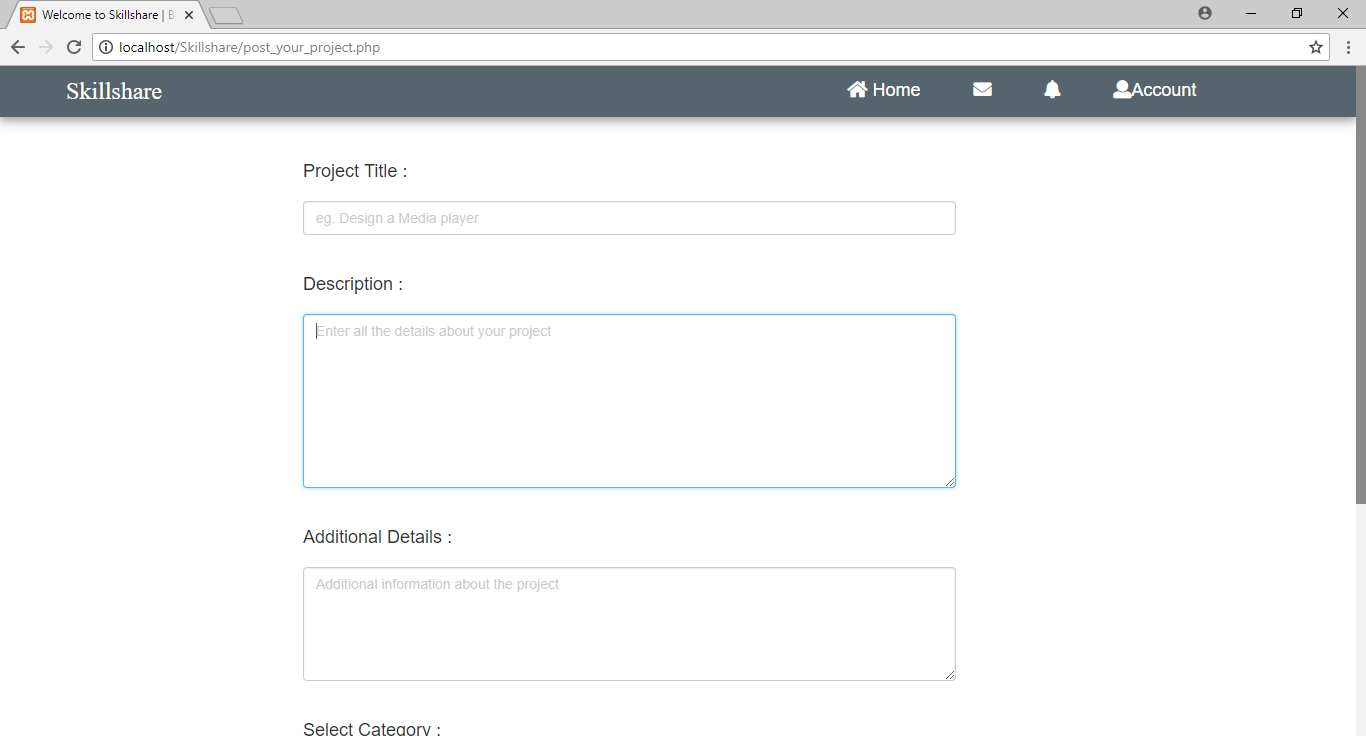 Welcome to Skillshare | B
localhost/Skillshare/post_your_project.php
Skillshare Home Account
Project Title :
eg. Design a Media player
Description :
Enter all the details about your project
Additional Details :
Additional information about the project
Select Category :